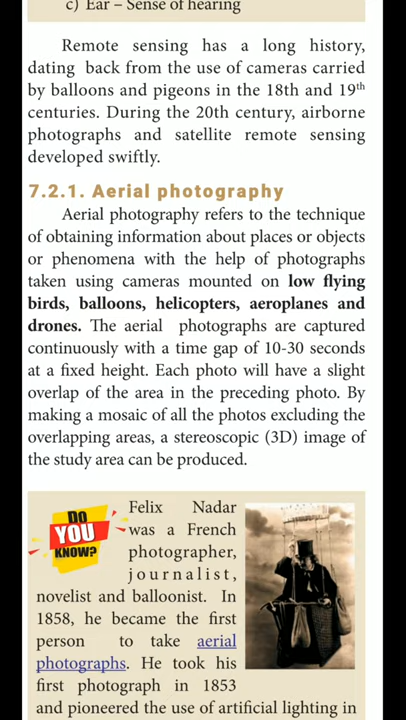 c) Ear – Sense of hearing
Remote sensing has a long history,
dating back from the use of cameras carried
by balloons and pigeons in the 18th and 19th
centuries. During the 20th century, airborne
photographs and satellite remote sensing
developed swiftly.
7.2.1. Aerial photography
Aerial photography refers to the technique
of obtaining information about places or objects
or phenomena with the help of photographs
taken using cameras mounted on low flying
birds, balloons, helicopters, aeroplanes and
drones. The aerial photographs are captured
continuously with a time gap of 10-30 seconds
at a fixed height. Each photo will have a slight
overlap of the area in the preceding photo. By
making a mosaic of all the photos excluding the
overlapping areas, a stereoscopic (3D) image of
the study area can be produced.
DO
YOU
KNOW?
Felix Nadar
was a French
photographer,
journalist,
novelist and balloonist. In
1858, he became the first
person to take aerial
photographs. He took his
first photograph in 1853
and pioneered the use of artificial lighting in